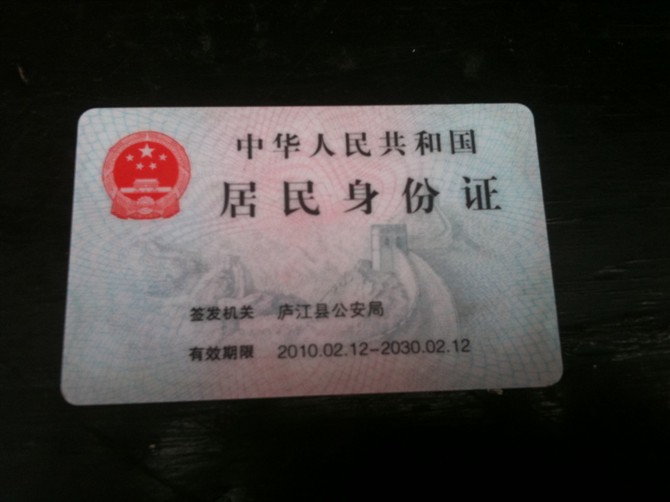 中华人民共和国
居民身份证
签发机关 庐江县公安局
有效期限 2010.02.12-2030.02.12